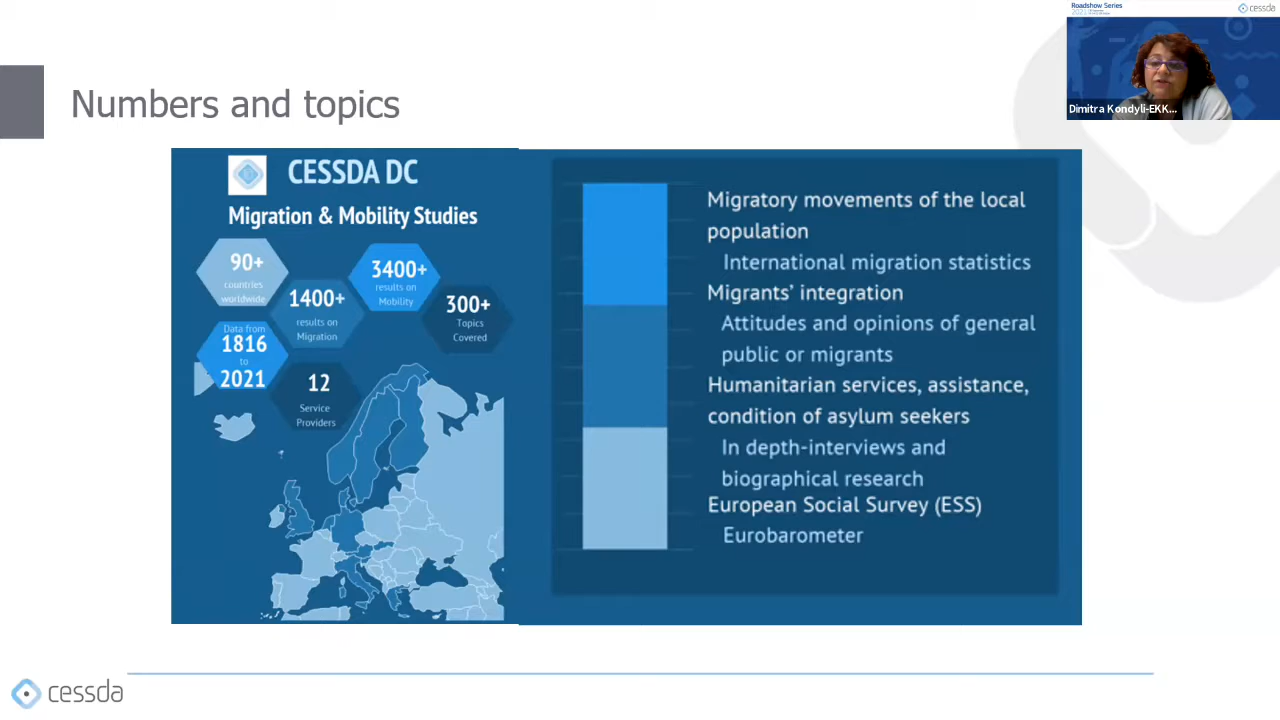 Roadshow Series
2021
cessda
Dimitra Kondyli-EKK...
Numbers and topics
CESSDA DC
Migration & Mobility Studies
90+
countries
worldwide
1400+
results on
Migration
3400+
results on
Mobility
300+
Topics
Covered
Data from
1816
to
2021
12
Service
Providers
Migratory movements of the local
population
International migration statistics
Migrants’ integration
Attitudes and opinions of general
public or migrants
Humanitarian services, assistance,
condition of asylum seekers
In depth-interviews and
biographical research
European Social Survey (ESS)
Eurobarometer
cessda